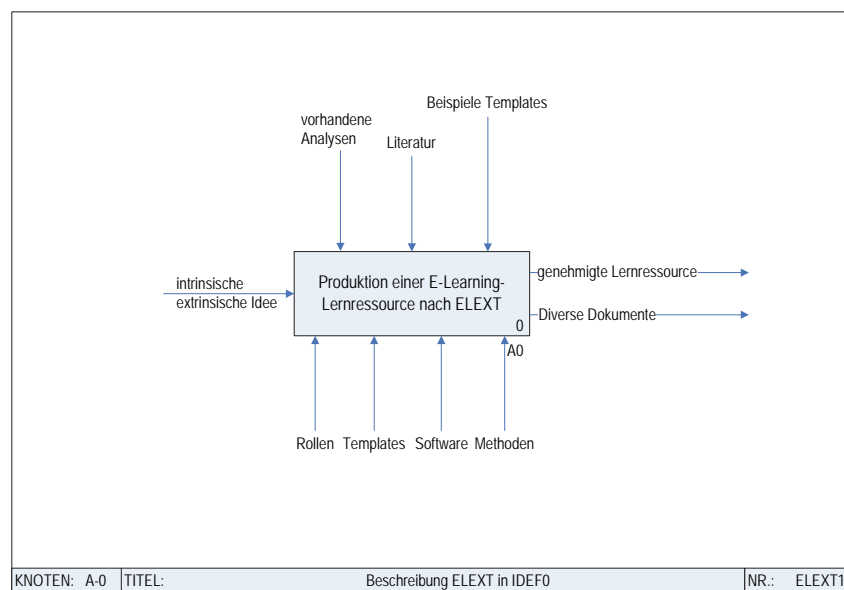 Beispiele Templates
vorhandene
Analysen
Literatur
intrinsische
extrinsische Idee
Produktion einer E-Learning-
Lernressource nach ELEXT
0
A0
genehmigte Lernressource
Diverse Dokumente
Rollen Templates Software Methoden
KNOTEN: A-0 TITEL: Beschreibung ELEXT in IDEF0 NR.: ELEXT1